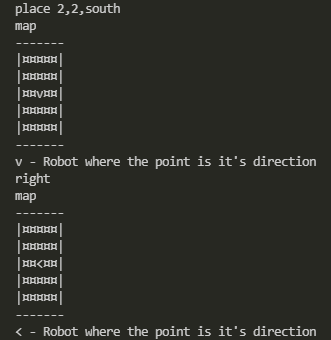 place 2,2,south
map
-------
|¤¤¤¤¤|
|¤¤¤¤¤|
|¤¤v¤¤|
|¤¤¤¤¤|
|¤¤¤¤¤|
-------
v - Robot where the point is it's direction
right
map
-------
|¤¤¤¤¤|
|¤¤¤¤¤|
|¤¤<¤¤|
|¤¤¤¤¤|
|¤¤¤¤¤|
-------
< - Robot where the point is it's direction